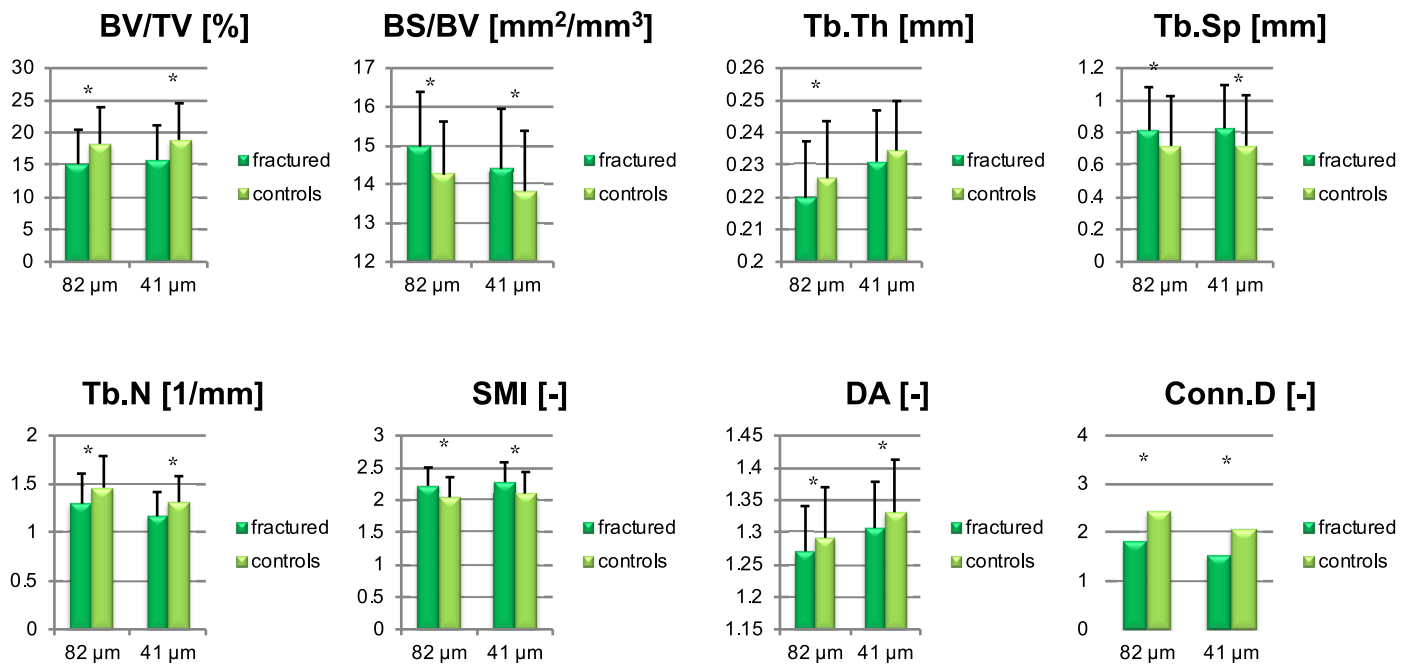 BV/TV [%]
30
25
20
15
10
5
0
* *
82 µm 41 µm
fractured
controls
BS/BV [mm²/mm³]
17
16
15
14
13
12
* *
82 µm 41 µm
fractured
controls
Tb.Th [mm]
0.26
0.25
0.24
0.23
0.22
0.21
0.2
*
82 µm 41 µm
fractured
controls
Tb.Sp [mm]
1.2
1
0.8
0.6
0.4
0.2
0
* *
82 µm 41 µm
fractured
controls
Tb.N [1/mm]
2
1.5
1
0.5
0
* *
82 µm 41 µm
fractured
controls
SMI [-]
3
2.5
2
1.5
1
0.5
0
* *
82 µm 41 µm
fractured
controls
DA [-]
1.45
1.4
1.35
1.3
1.25
1.2
1.15
* *
82 µm 41 µm
fractured
controls
Conn.D [-]
4
3
2
1
0
* *
82 µm 41 µm
fractured
controls